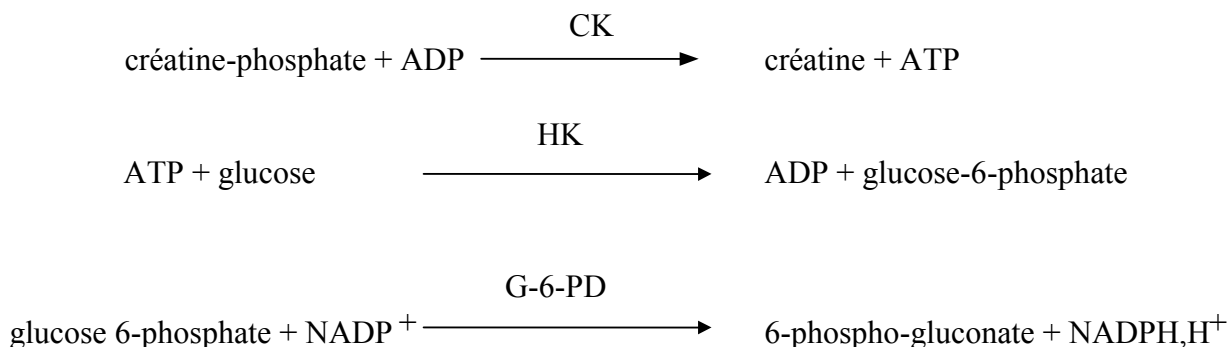 CK
créatine-phosphate + ADP créatine + ATP
HK
ATP + glucose ADP + glucose-6-phosphate
G-6-PD
glucose 6-phosphate + NADP + 6-phospho-gluconate + NADPH,H+